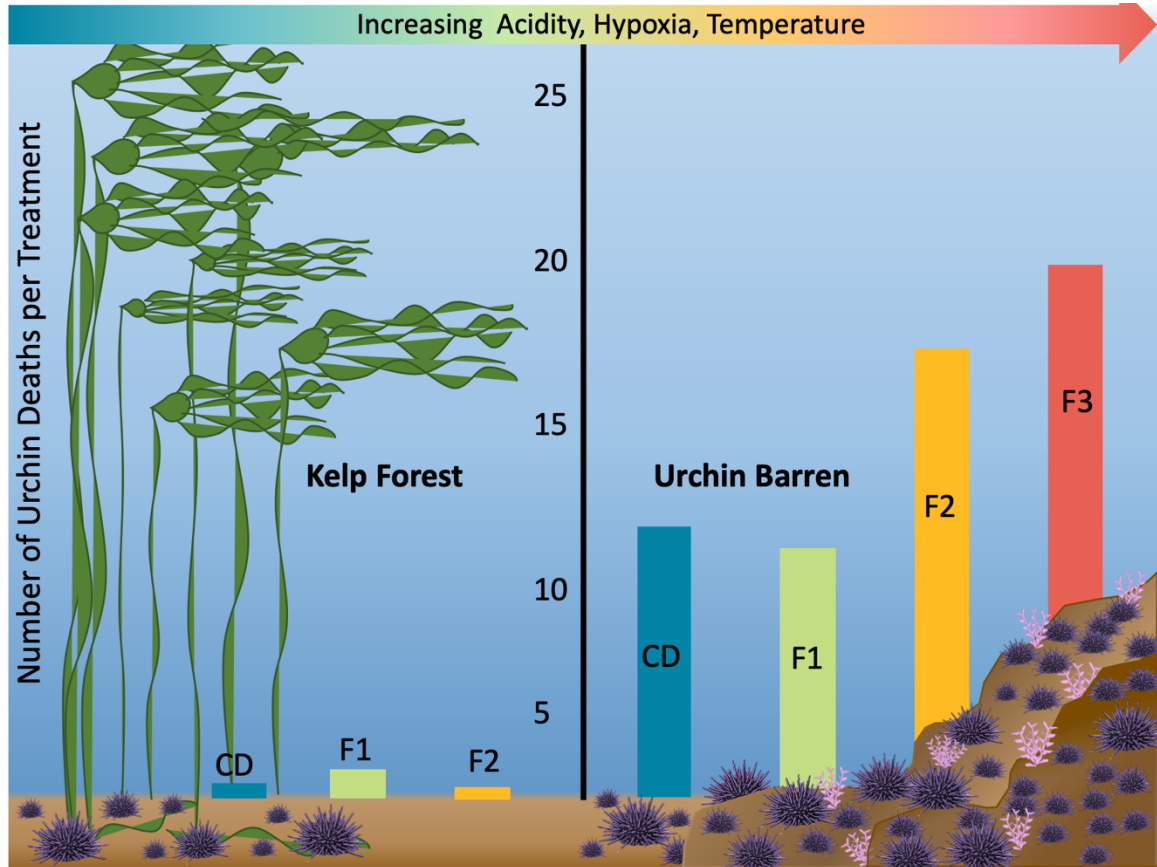 Increasing Acidity, Hypoxia, Temperature
Number of Urchin Deaths per Treatment
25
20
15
10
5
Kelp Forest
Urchin Barren
CD
F1
F2
CD
F1
F2
F3